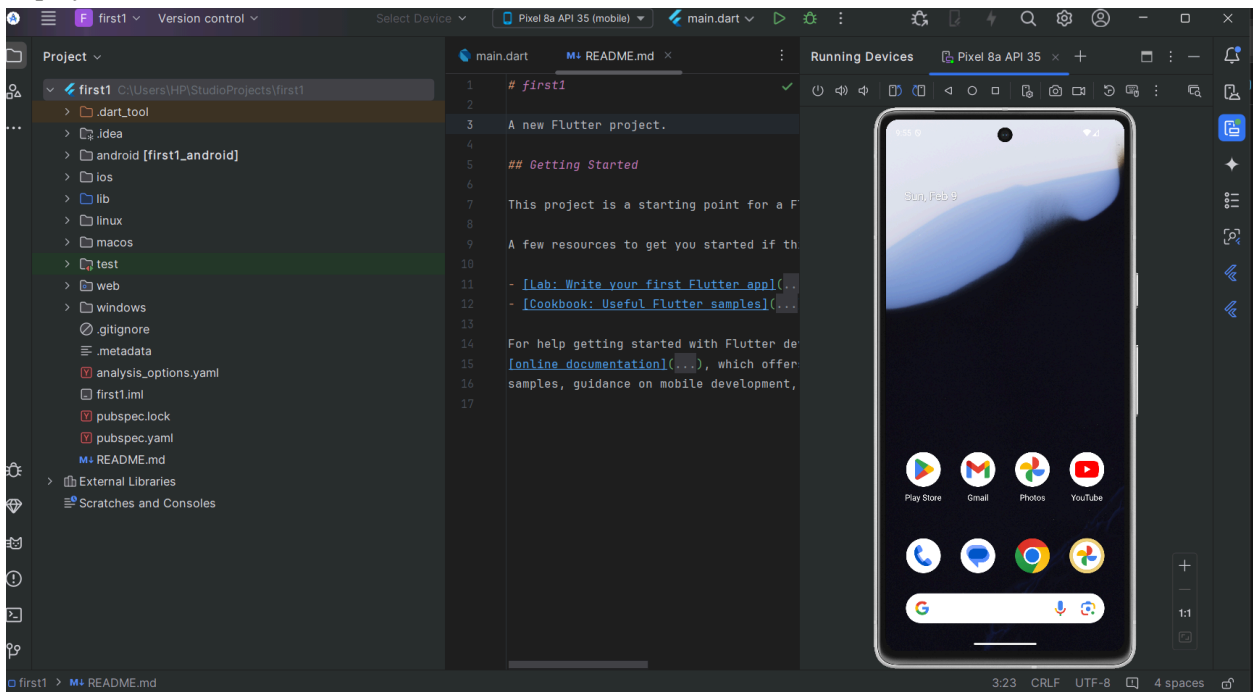 F first1 Version control Select Device Pixel 8a API 35 (mobile) main.dart
Project
first1 C:\Users\HP\StudioProjects\first1
.dart_tool
.idea
android [first1_android]
ios
lib
linux
macos
test
web
windows
.gitignore
.metadata
analysis_options.yaml
first1.iml
pubspec.lock
pubspec.yaml
M↓ README.md
External Libraries
Scratches and Consoles
main.dart M↓ README.md
1 # first1
2
3 A new Flutter project.
4
5 ## Getting Started
6
7 This project is a starting point for a F
8
9 A few resources to get you started if th
10
11 - [Lab: Write your first Flutter app](..
12 - [Cookbook: Useful Flutter samples](...
13
14 For help getting started with Flutter de
15 [online documentation](...), which offer
16 samples, guidance on mobile development,
17
Running Devices Pixel 8a API 35
Sun, Feb 9
Play Store Gmail Photos YouTube
1:1
first1 > M↓ README.md 3:23 CRLF UTF-8 4 spaces